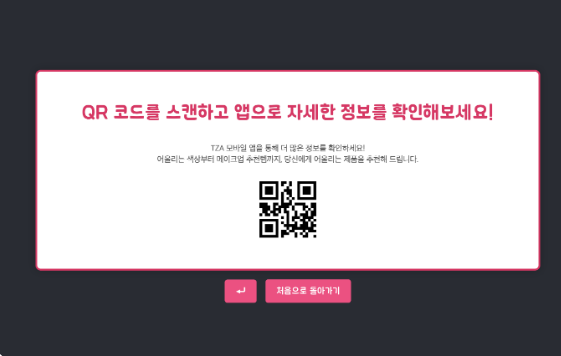 QR 코드를 스캔하고 앱으로 자세한 정보를 확인해보세요!
TZA 모바일 앱을 통해 더 많은 정보를 확인하세요!
어울리는 색상부터 메이크업 추천템까지, 당신에게 어울리는 제품을 추천해 드립니다.
처음으로 돌아가기